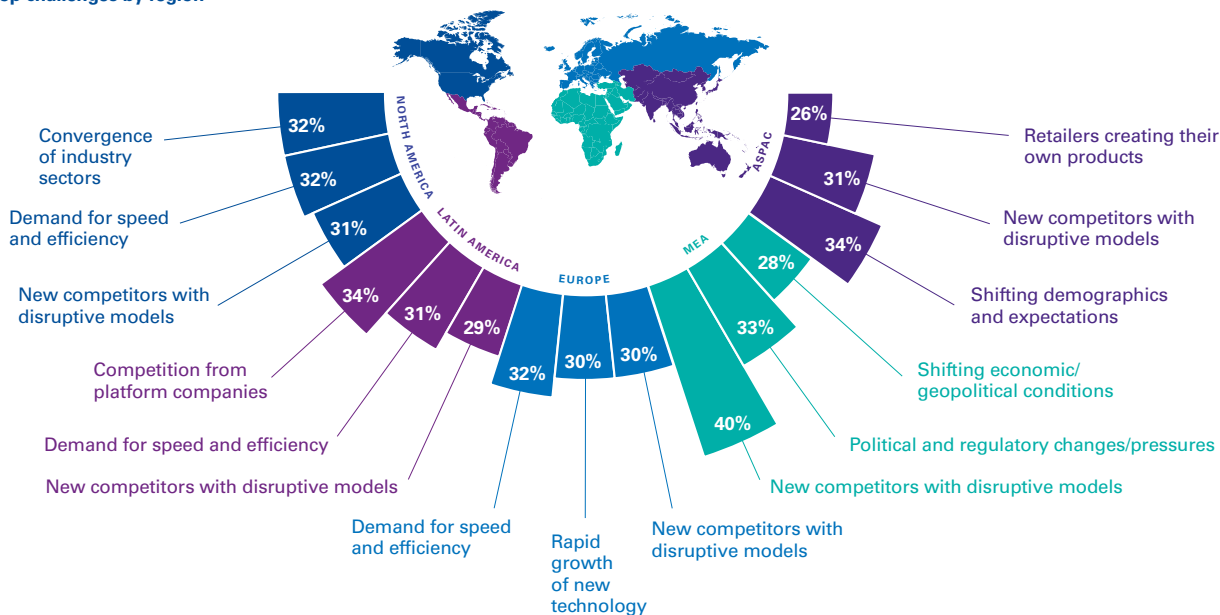 challenges by region
32%
Convergence
of industry
sectors
32%
Demand for speed
and efficiency
31%
New competitors with
disruptive models
NORTH AMERICA
34%
Competition from
platform companies
31%
Demand for speed and efficiency
29%
New competitors with disruptive models
LATIN AMERICA
EUROPE
32%
Demand for speed
and efficiency
30%
Rapid
growth
of new
technology
30%
New competitors with
disruptive models
MEA
40%
New competitors with disruptive models
33%
Political and regulatory changes/pressures
28%
Shifting economic/
geopolitical conditions
ASPAC
34%
Shifting demographics
and expectations
31%
New competitors with
disruptive models
26%
Retailers creating their
own products